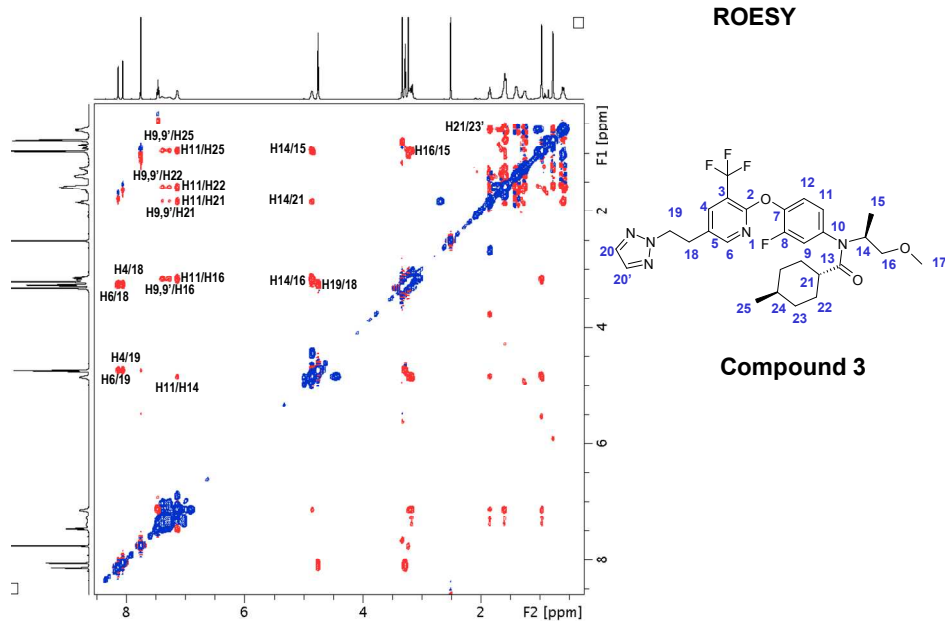 ROESY
H9,9'/H25
H11/H25
H14/15
H16/15
H21/23'
H9,9'/H22
H11/H22
H11/H21
H14/21
H9,9'/H21
H4/18
H11/H16
H14/16
H19/18
H6/18
H9,9'/H16
H4/19
H6/19
H11/H14
F1 [ppm]
2
4
6
8
8
6
4
2
F2 [ppm]
F
F
F
3
12
4
2
O
11
19
7
10
15
5
N
1
F
8
N
20
N
18
6
9
14
O
N
13
16
17
20'
N
21
O
25
24
22
23
Compound 3